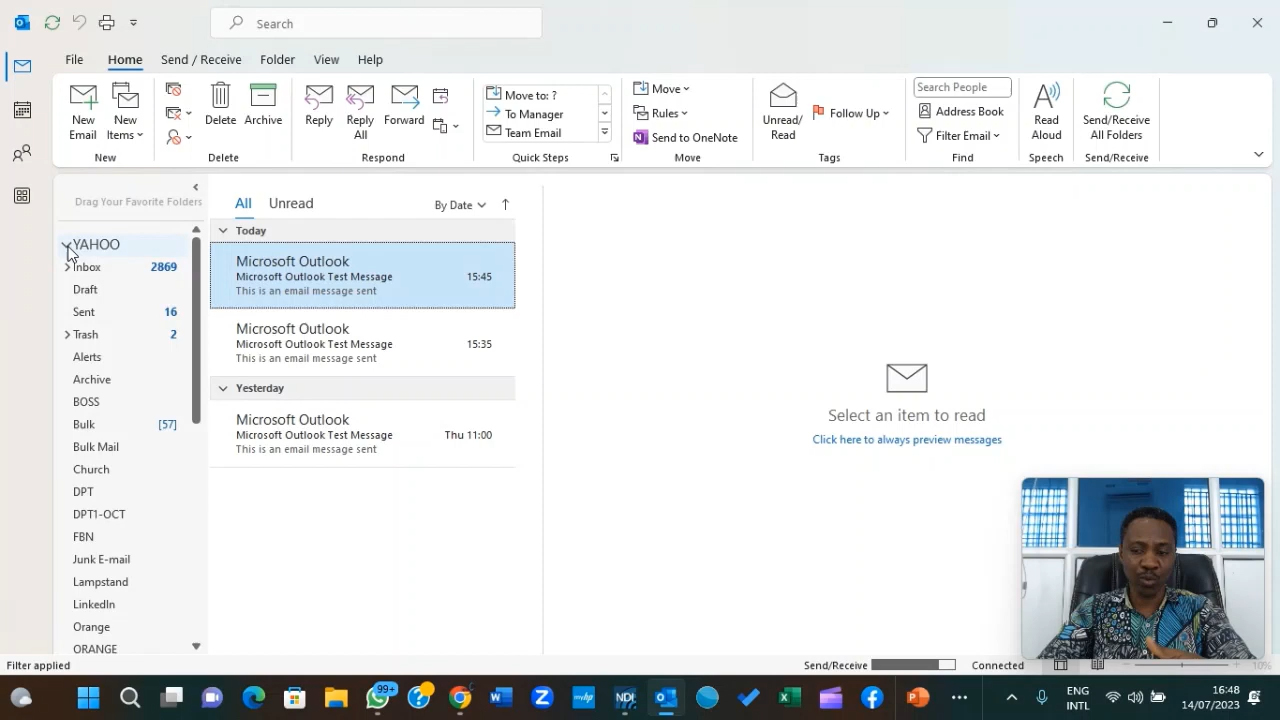 Search
File Home Send / Receive Folder View Help
New Email
New Items
New
Delete
Archive
Delete
Reply
Reply All
Forward
Respond
Move to: ?
To Manager
Team Email
Quick Steps
Move
Rules
Send to OneNote
Move
Unread/ Read
Follow Up
Tags
Search People
Address Book
Filter Email
Find
Read Aloud
Speech
Send/Receive All Folders
Send/Receive
Drag Your Favorite Folders
YAHOO
Inbox 2869
Draft
Sent 16
Trash 2
Alerts
Archive
BOSS
Bulk [57]
Bulk Mail
Church
DPT
DPT1-OCT
FBN
Junk E-mail
Lampstand
LinkedIn
Orange
ORANGE
All Unread By Date
Today
Microsoft Outlook
Microsoft Outlook Test Message 15:45
This is an email message sent
Microsoft Outlook
Microsoft Outlook Test Message 15:35
This is an email message sent
Yesterday
Microsoft Outlook
Microsoft Outlook Test Message Thu 11:00
This is an email message sent
Select an item to read
Click here to always preview messages
Filter applied Send/Receive Connected 10%
99+
NDI
ENG
INTL
16:48
14/07/2023